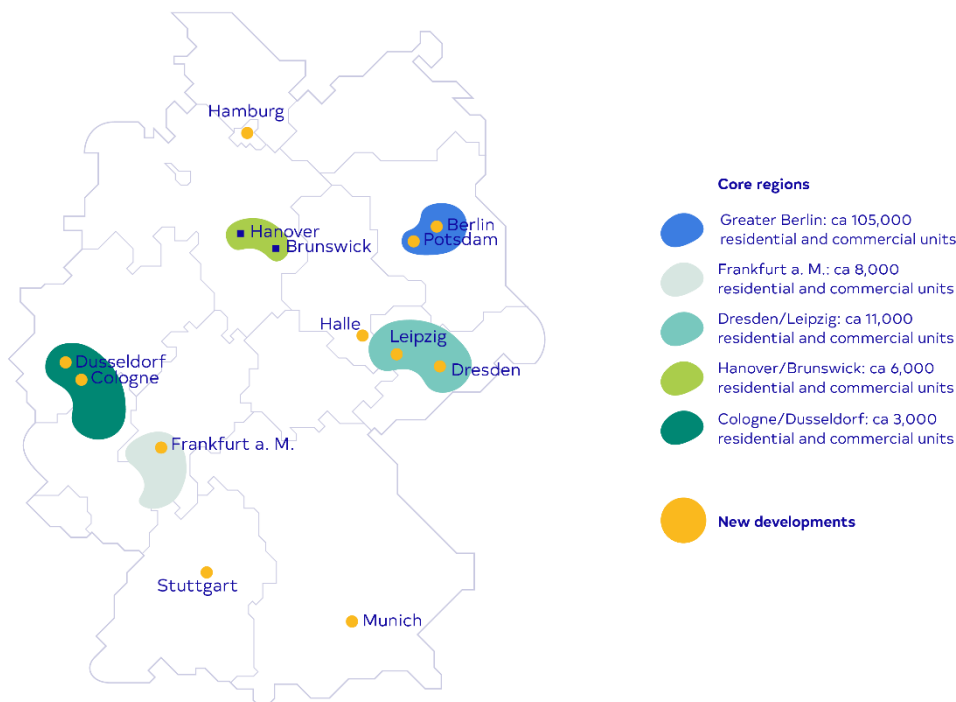 Hamburg
Hanover
Brunswick
Berlin
Potsdam
Halle
Leipzig
Dresden
Dusseldorf
Cologne
Frankfurt a. M.
Stuttgart
Munich
Core regions
Greater Berlin: ca 105,000
residential and commercial units
Frankfurt a. M.: ca 8,000
residential and commercial units
Dresden/Leipzig: ca 11,000
residential and commercial units
Hanover/Brunswick: ca 6,000
residential and commercial units
Cologne/Dusseldorf: ca 3,000
residential and commercial units
New developments